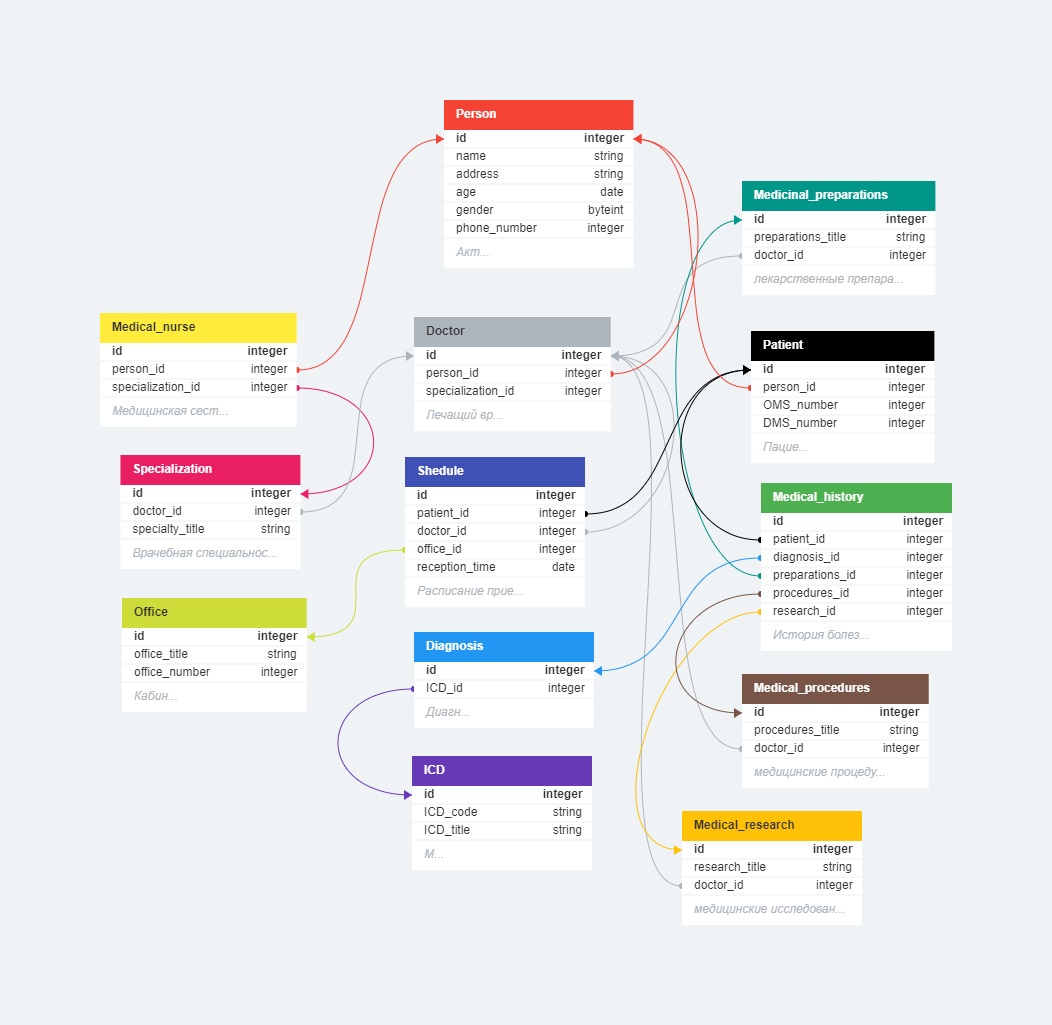 Person
id integer
name string
address string
age date
gender byteint
phone_number integer
Акт...
Medicinal_preparations
id integer
preparations_title string
doctor_id integer
лекарственные препара...
Medical_nurse
id integer
person_id integer
specialization_id integer
Медицинская сест...
Doctor
id integer
person_id integer
specialization_id integer
Лечащий вр...
Patient
id integer
person_id integer
OMS_number integer
DMS_number integer
Пацие...
Specialization
id integer
doctor_id integer
specialty_title string
Врачебная специальнос...
Shedule
id integer
patient_id integer
doctor_id integer
office_id integer
reception_time date
Расписание прие...
Medical_history
id integer
patient_id integer
diagnosis_id integer
preparations_id integer
procedures_id integer
research_id integer
История болез...
Office
id integer
office_title string
office_number integer
Кабин...
Diagnosis
id integer
ICD_id integer
Диагн...
Medical_procedures
id integer
procedures_title string
doctor_id integer
медицинские процеду...
ICD
id integer
ICD_code string
ICD_title string
М...
Medical_research
id integer
research_title string
doctor_id integer
медицинские исследован...